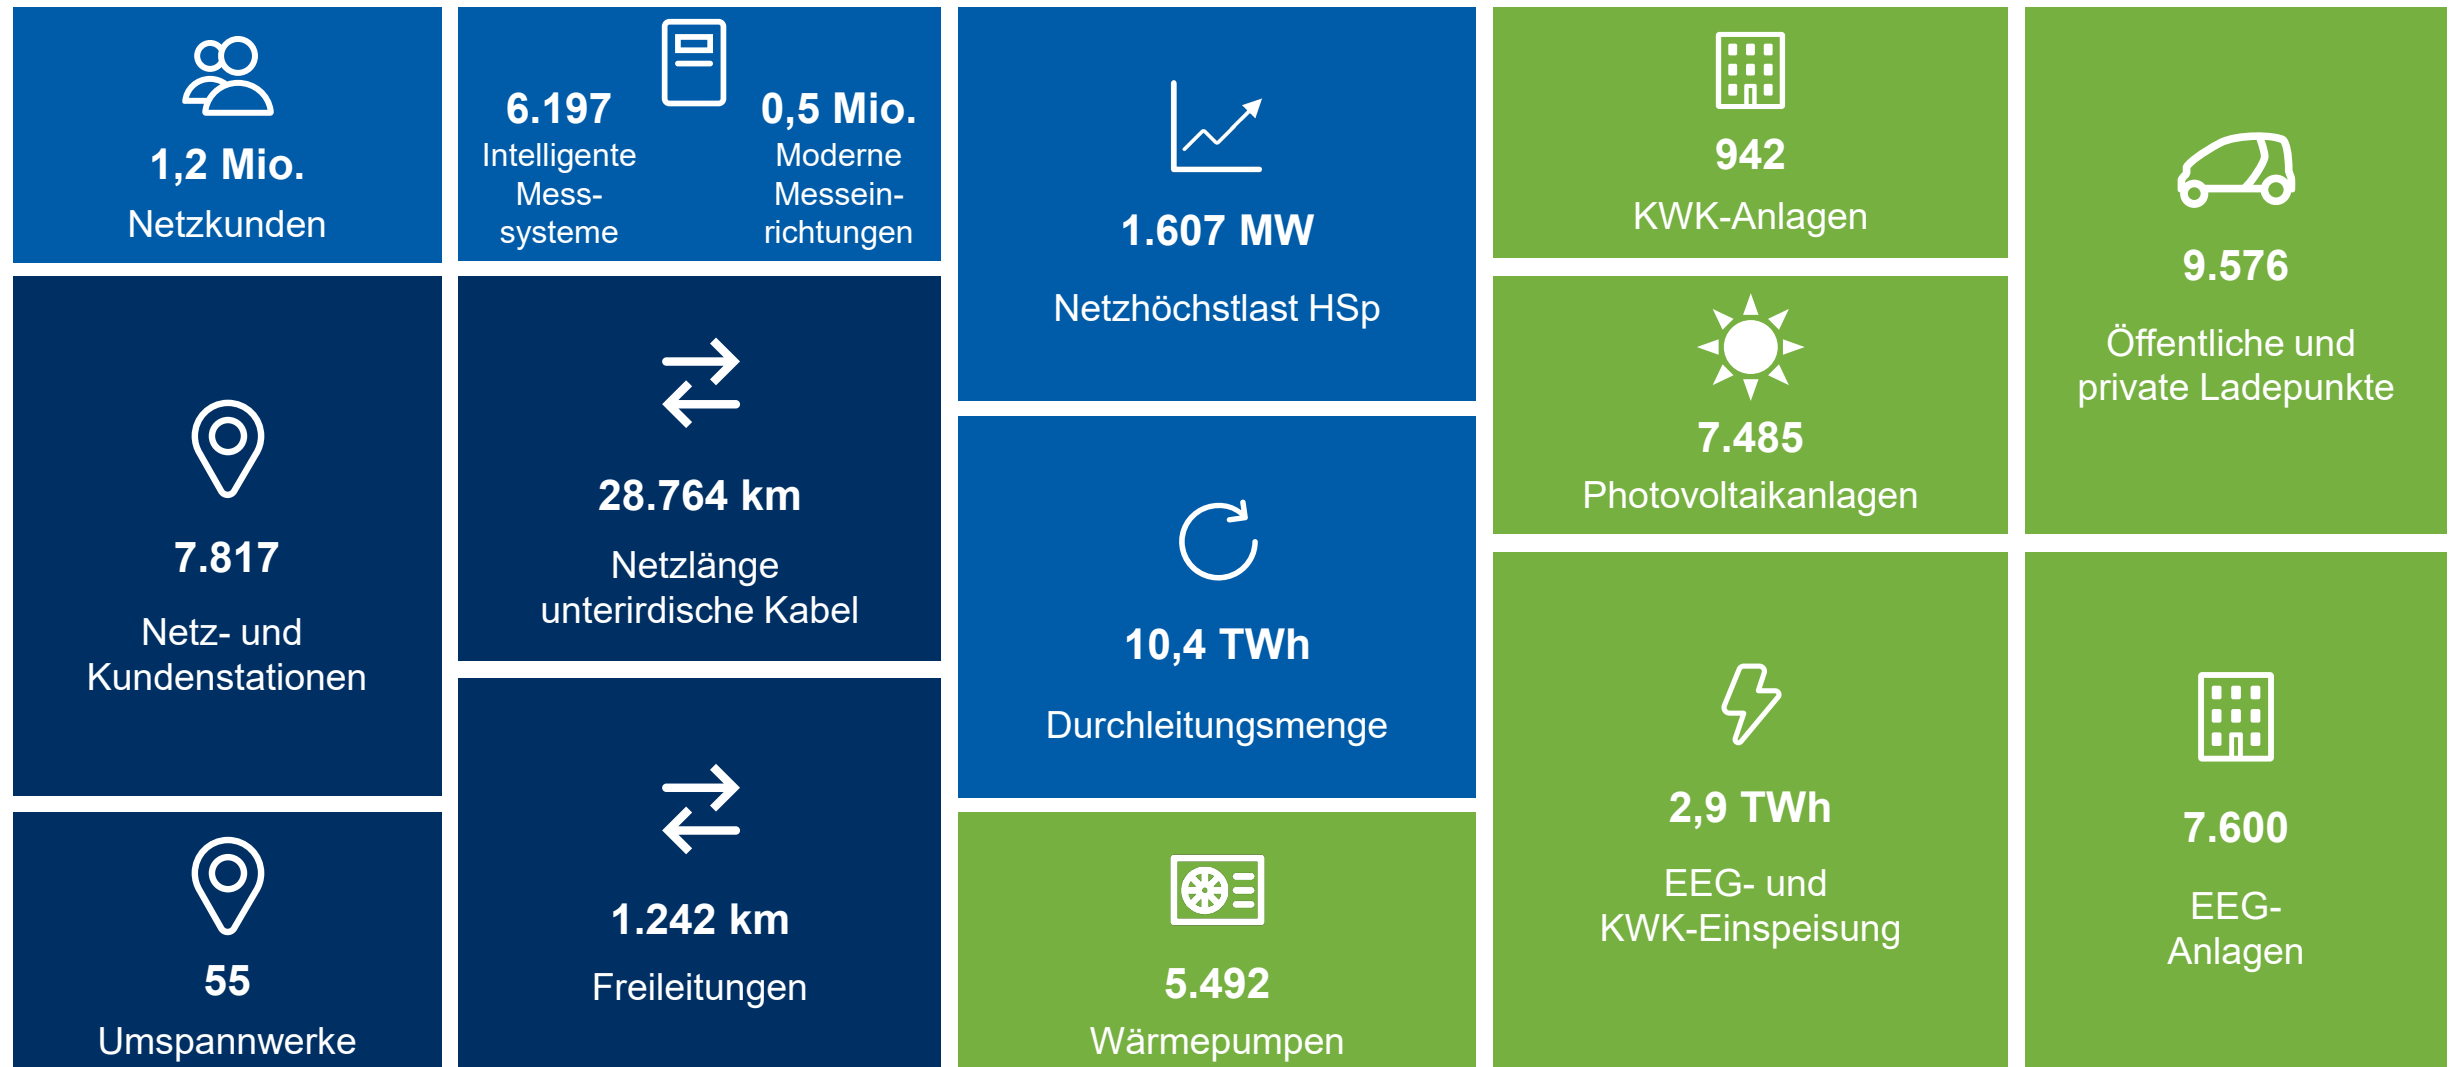 1,2 Mio.
Netzkunden
6.197
Intelligente
Mess-
systeme
0,5 Mio.
Moderne
Messein-
richtungen
1.607 MW
Netzhöchstlast HSp
942
KWK-Anlagen
9.576
Öffentliche und
private Ladepunkte
7.817
Netz- und
Kundenstationen
28.764 km
Netzlänge
unterirdische Kabel
10,4 TWh
Durchleitungsmenge
7.485
Photovoltaikanlagen
55
Umspannwerke
1.242 km
Freileitungen
5.492
Wärmepumpen
2,9 TWh
EEG- und
KWK-Einspeisung
7.600
EEG-
Anlagen